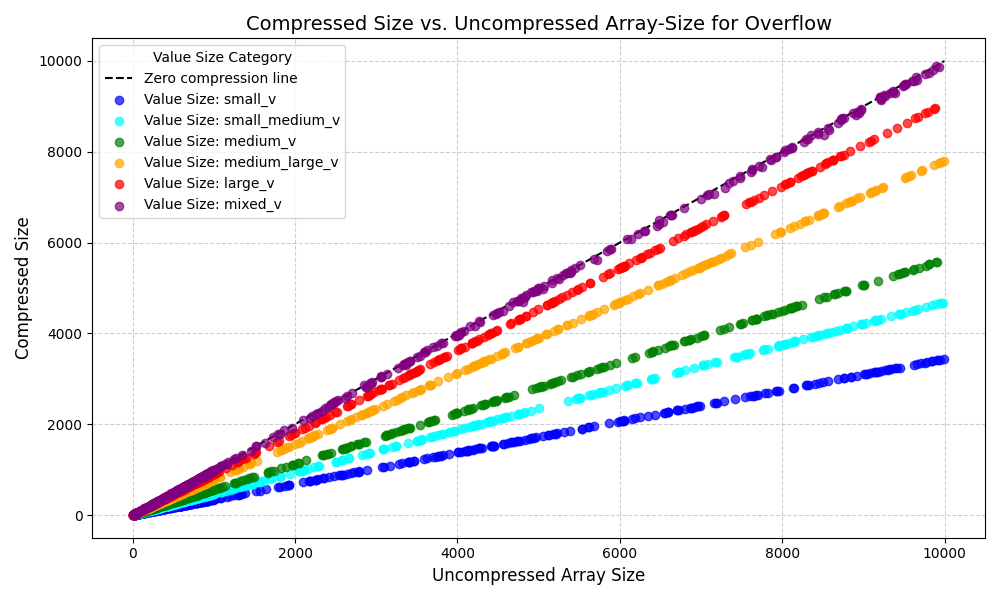 Compressed Size vs. Uncompressed Array-Size for Overflow
Value Size Category
Zero compression line
Value Size: small_v
Value Size: small_medium_v
Value Size: medium_v
Value Size: medium_large_v
Value Size: large_v
Value Size: mixed_v
10000
8000
6000
4000
2000
0
Compressed Size
0 2000 4000 6000 8000 10000
Uncompressed Array Size